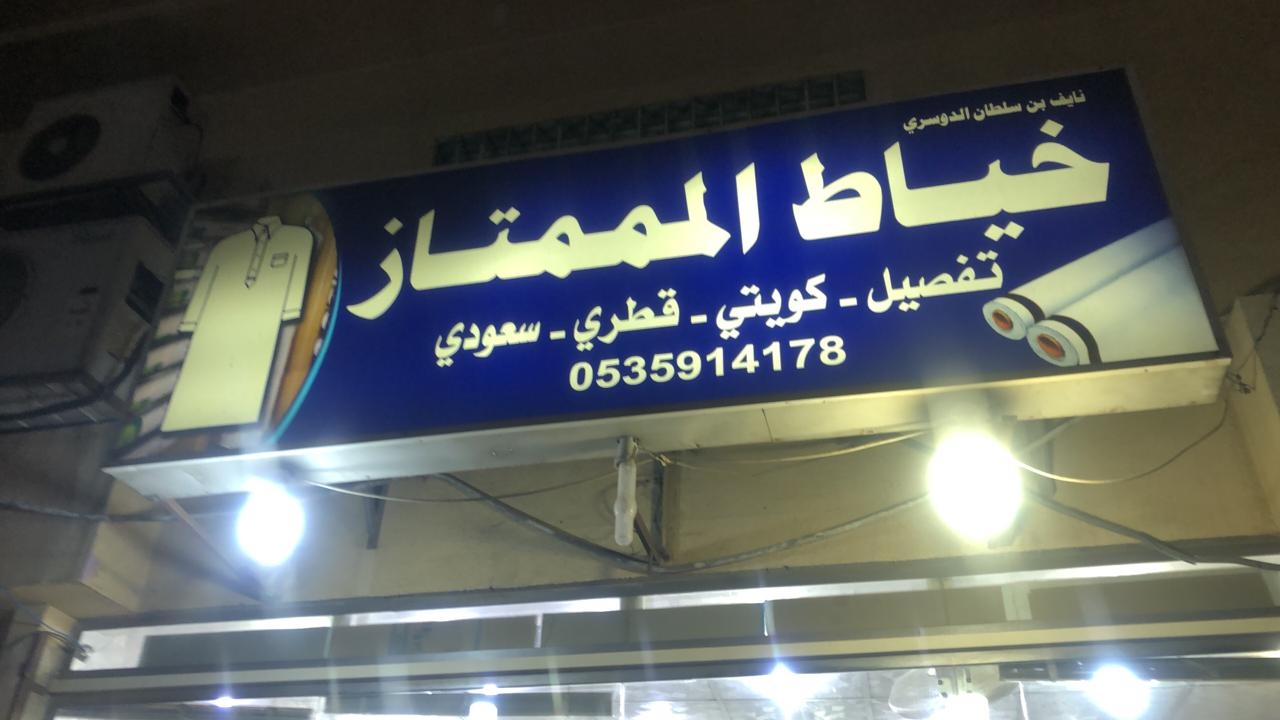 نايف بن سلطان الدوسري
خياط الممتاز
تفصيل - كويتي - قطري - سعودي
0535914178